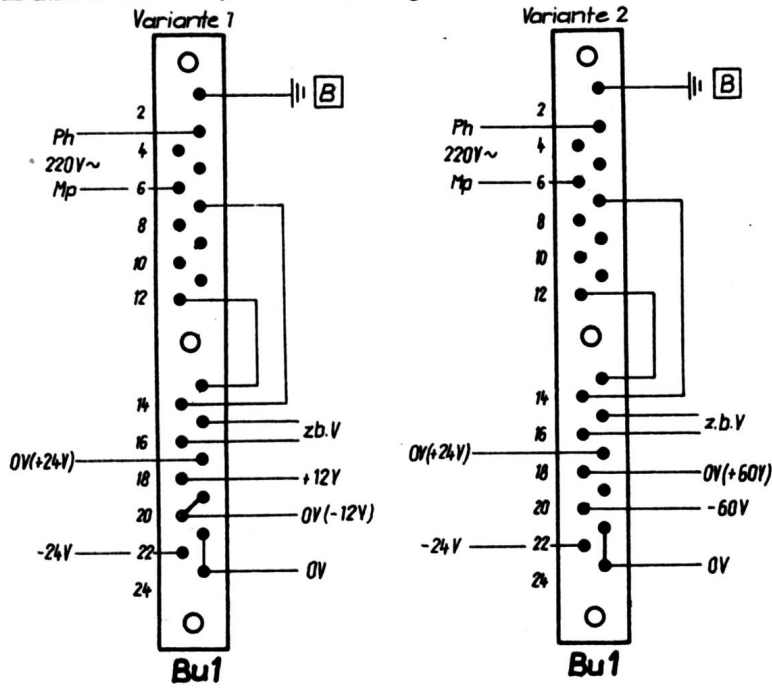 Variante 1
B
2
Ph
4
220V~
Mp
6
8
10
12
14
z.b.V
16
0V(+24V)
18
+12V
20
0V(-12V)
-24V
22
0V
24
Bu1
Variante 2
B
2
Ph
4
220V~
Mp
6
8
10
12
14
z.b.V
16
0V(+24V)
18
0V(+60V)
20
-60V
-24V
22
0V
24
Bu1